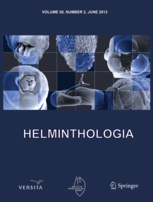 VOLUME 50, NUMBER 2, JUNE 2013
HELMINTHOLOGIA
VERSITA
Springer